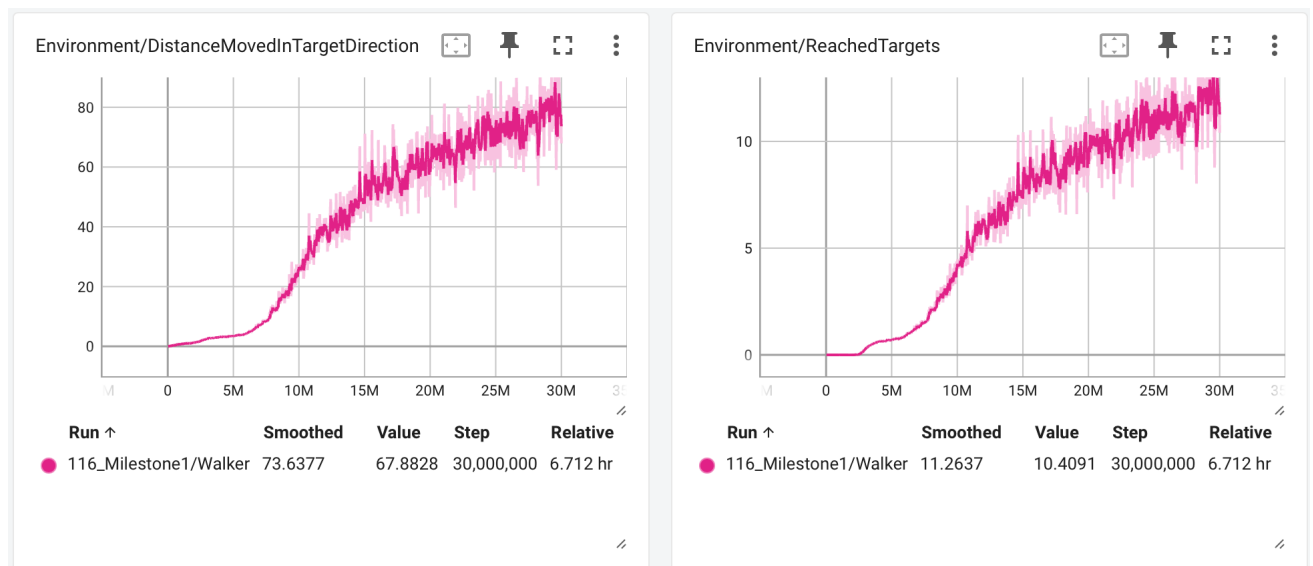 Environment/DistanceMovedInTargetDirection
80
60
40
20
0
M 0 5M 10M 15M 20M 25M 30M
Run ↑ Smoothed Value Step Relative
116_Milestone1/Walker 73.6377 67.8828 30,000,000 6.712 hr
Environment/ReachedTargets
10
5
0
M 0 5M 10M 15M 20M 25M 30M
Run ↑ Smoothed Value Step Relative
116_Milestone1/Walker 11.2637 10.4091 30,000,000 6.712 hr